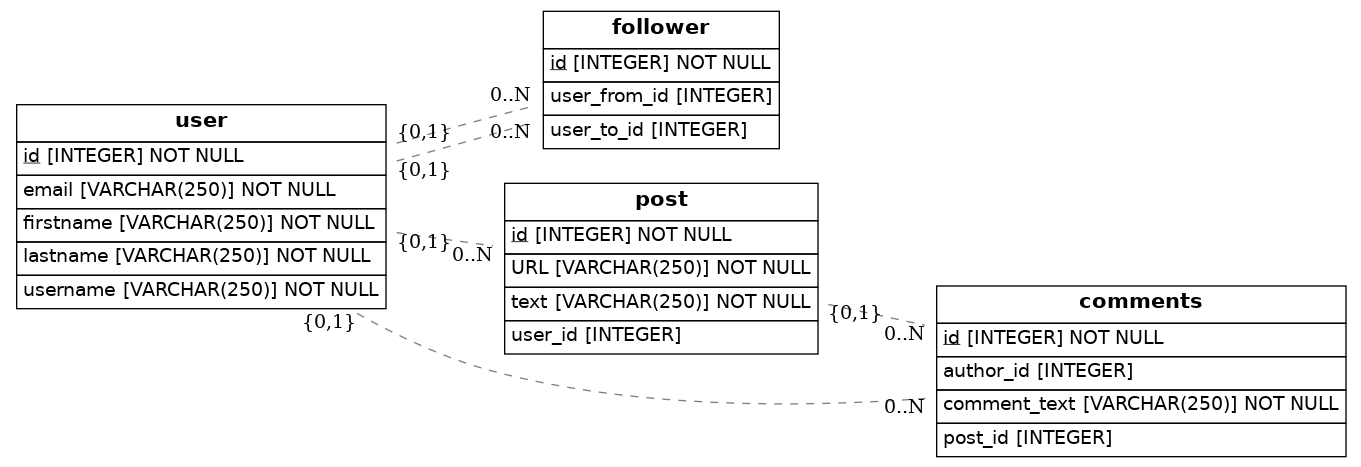 follower
id [INTEGER] NOT NULL
user_from_id [INTEGER]
user_to_id [INTEGER]
0..N
0..N
{0,1}
{0,1}
user
id [INTEGER] NOT NULL
email [VARCHAR(250)] NOT NULL
firstname [VARCHAR(250)] NOT NULL
lastname [VARCHAR(250)] NOT NULL
username [VARCHAR(250)] NOT NULL
{0,1}
0..N
{0,1}
post
id [INTEGER] NOT NULL
URL [VARCHAR(250)] NOT NULL
text [VARCHAR(250)] NOT NULL
user_id [INTEGER]
{0,1}
0..N
0..N
comments
id [INTEGER] NOT NULL
author_id [INTEGER]
comment_text [VARCHAR(250)] NOT NULL
post_id [INTEGER]